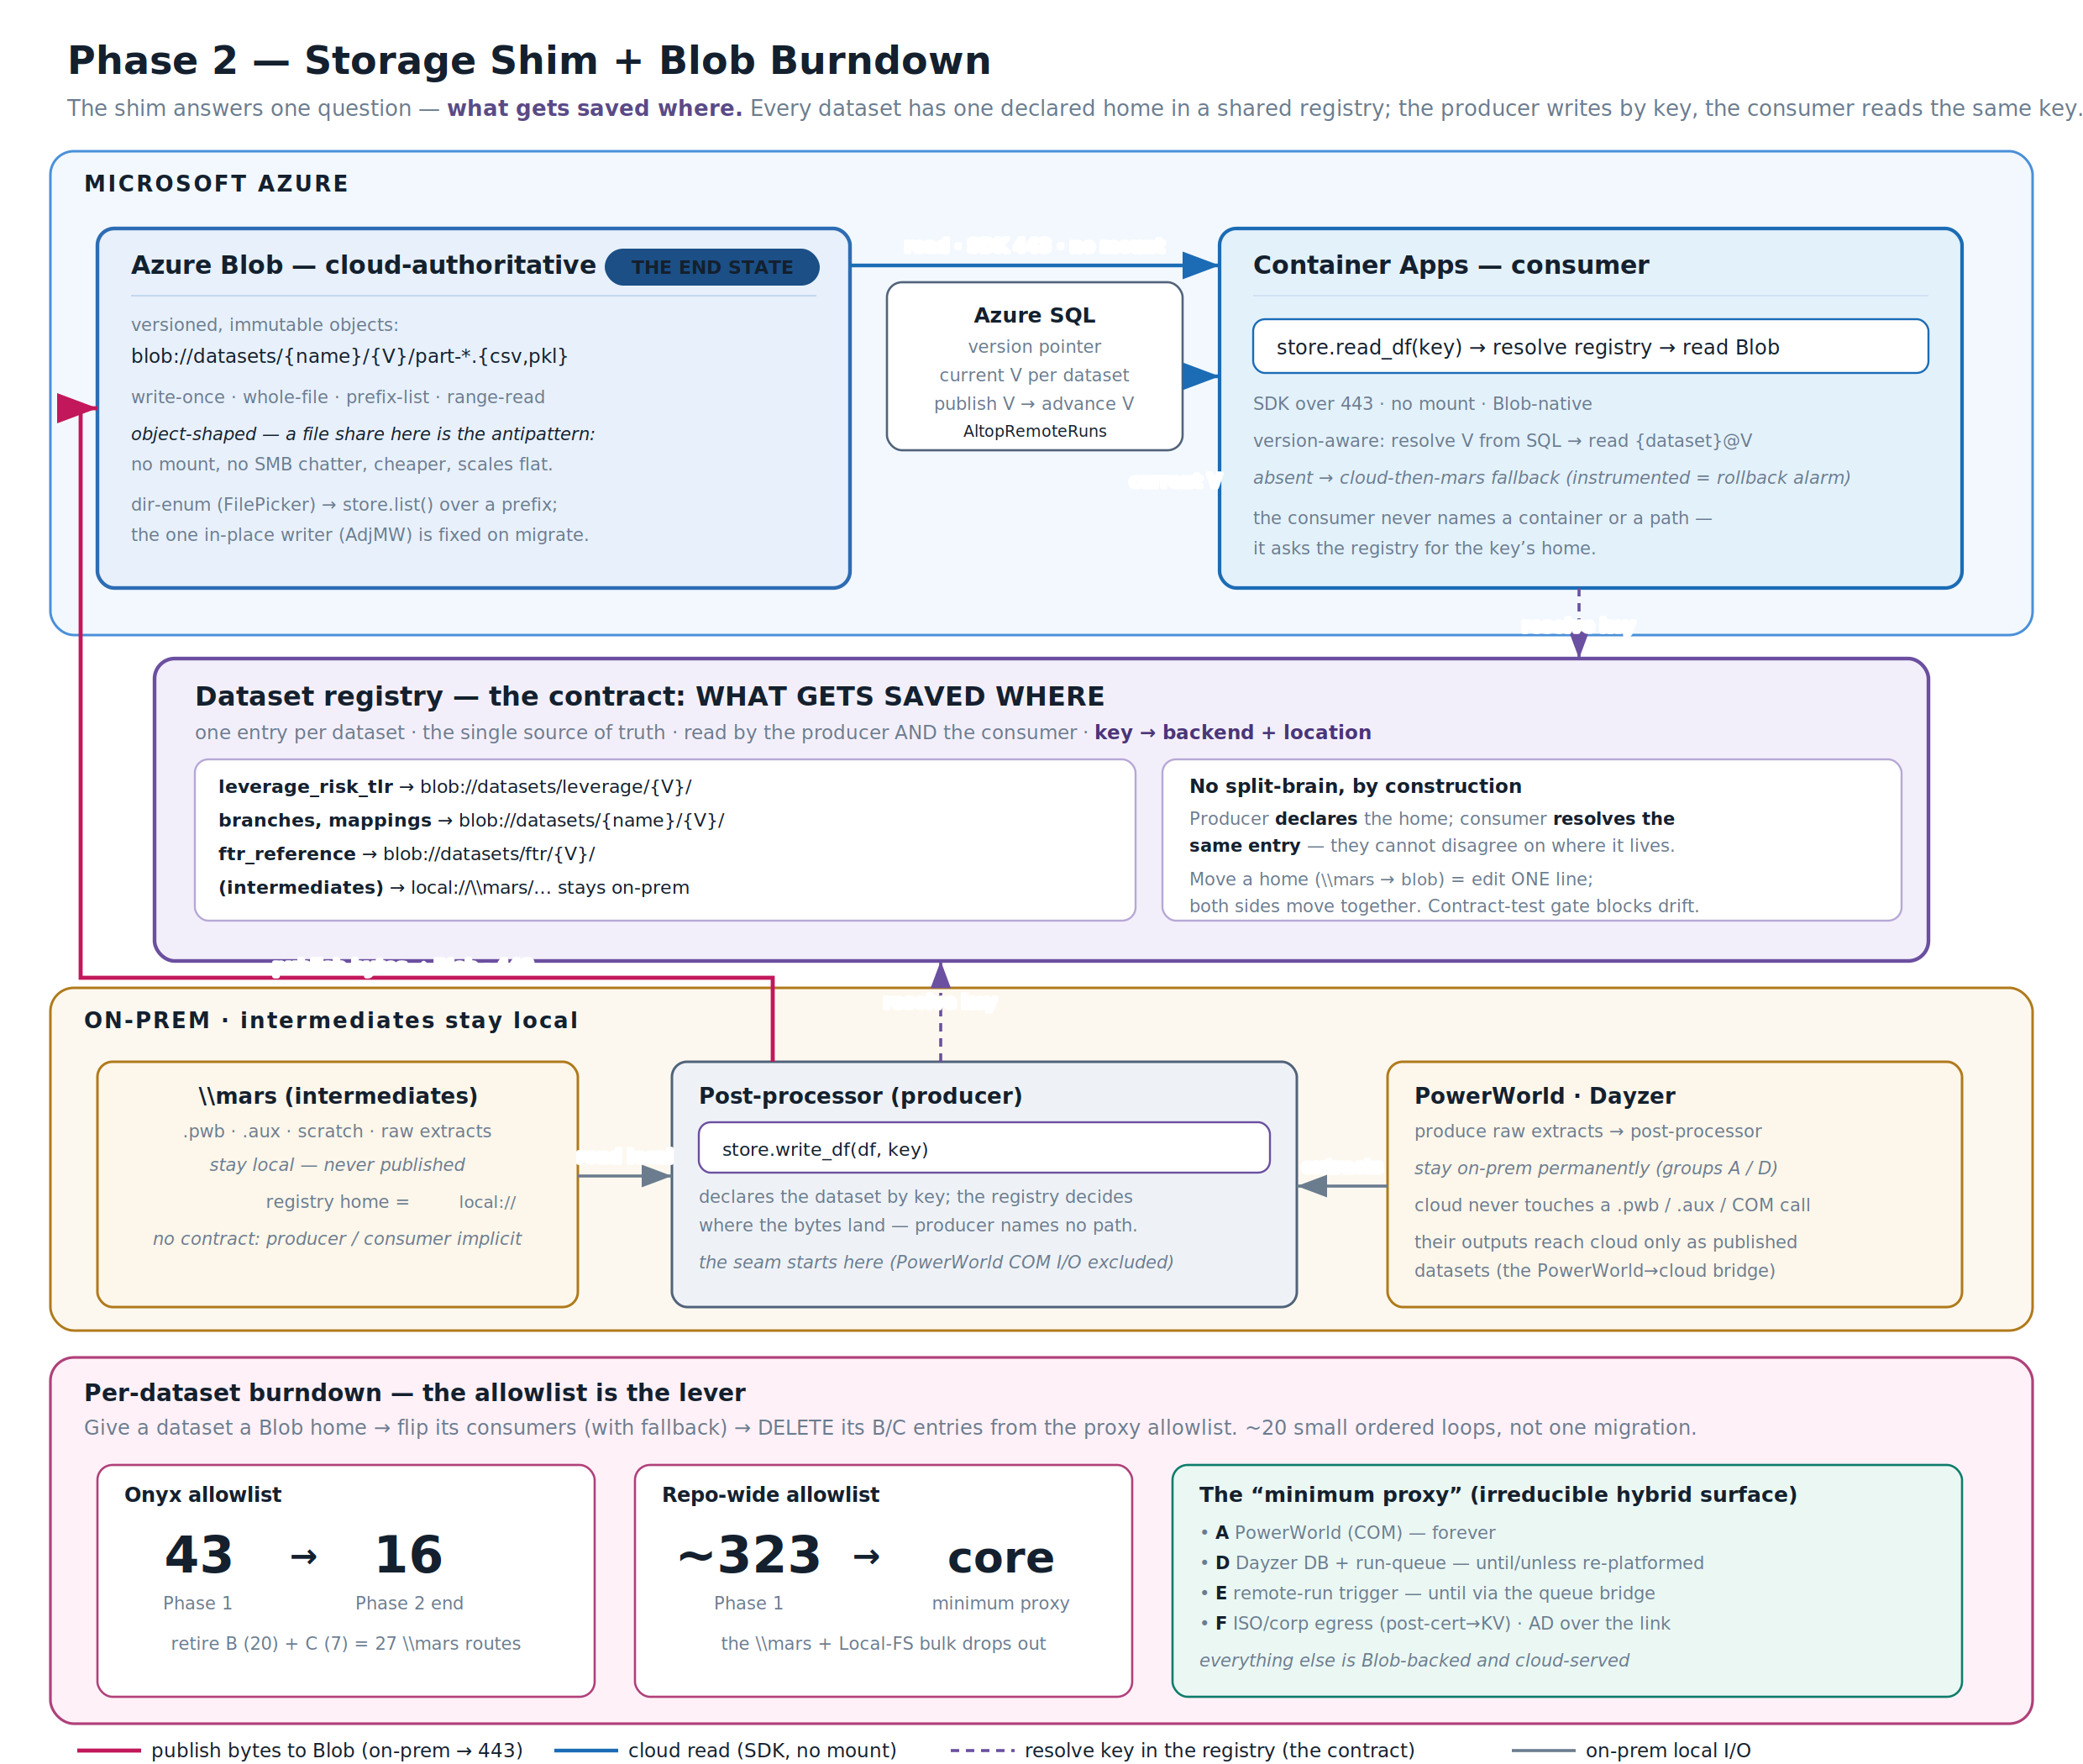 Phase 2 — Storage Shim + Blob Burndown
The shim answers one question — what gets saved where. Every dataset has one declared home in a shared registry; the producer writes by key, the consumer reads the same key.
MICROSOFT AZURE
Azure Blob — cloud-authoritative
THE END STATE
versioned, immutable objects:
blob://datasets/{name}/{V}/part-*.{csv,pkl}
write-once · whole-file · prefix-list · range-read
object-shaped — a file share here is the antipattern:
no mount, no SMB chatter, cheaper, scales flat.
dir-enum (FilePicker) → store.list() over a prefix;
the one in-place writer (AdjMW) is fixed on migrate.
read · SDK 443 · no mount
Azure SQL
version pointer
current V per dataset
publish V → advance V
AltopRemoteRuns
current V
Container Apps — consumer
store.read_df(key) → resolve registry → read Blob
SDK over 443 · no mount · Blob-native
version-aware: resolve V from SQL → read {dataset}@V
absent → cloud-then-mars fallback (instrumented = rollback alarm)
the consumer never names a container or a path —
it asks the registry for the key’s home.
resolve key
Dataset registry — the contract: WHAT GETS SAVED WHERE
one entry per dataset · the single source of truth · read by the producer AND the consumer · key → backend + location
leverage_risk_tlr → blob://datasets/leverage/{V}/
branches, mappings → blob://datasets/{name}/{V}/
ftr_reference → blob://datasets/ftr/{V}/
(intermediates) → local://\\mars/… stays on-prem
No split-brain, by construction
Producer declares the home; consumer resolves the
same entry — they cannot disagree on where it lives.
Move a home (\\mars → blob) = edit ONE line;
both sides move together. Contract-test gate blocks drift.
resolve key
ON-PREM · intermediates stay local
\\mars (intermediates)
.pwb · .aux · scratch · raw extracts
stay local — never published
registry home = local://
no contract: producer / consumer implicit
Post-processor (producer)
store.write_df(df, key)
declares the dataset by key; the registry decides
where the bytes land — producer names no path.
the seam starts here (PowerWorld COM I/O excluded)
PowerWorld · Dayzer
produce raw extracts → post-processor
stay on-prem permanently (groups A / D)
cloud never touches a .pwb / .aux / COM call
their outputs reach cloud only as published
datasets (the PowerWorld→cloud bridge)
Per-dataset burndown — the allowlist is the lever
Give a dataset a Blob home → flip its consumers (with fallback) → DELETE its B/C entries from the proxy allowlist. ~20 small ordered loops, not one migration.
Onyx allowlist
43 → 16
Phase 1 Phase 2 end
retire B (20) + C (7) = 27 \\mars routes
Repo-wide allowlist
~323 → core
Phase 1 minimum proxy
the \\mars + Local-FS bulk drops out
The “minimum proxy” (irreducible hybrid surface)
• A PowerWorld (COM) — forever
• D Dayzer DB + run-queue — until/unless re-platformed
• E remote-run trigger — until via the queue bridge
• F ISO/corp egress (post-cert→KV) · AD over the link
everything else is Blob-backed and cloud-served
publish bytes to Blob (on-prem → 443)
cloud read (SDK, no mount)
resolve key in the registry (the contract)
on-prem local I/O